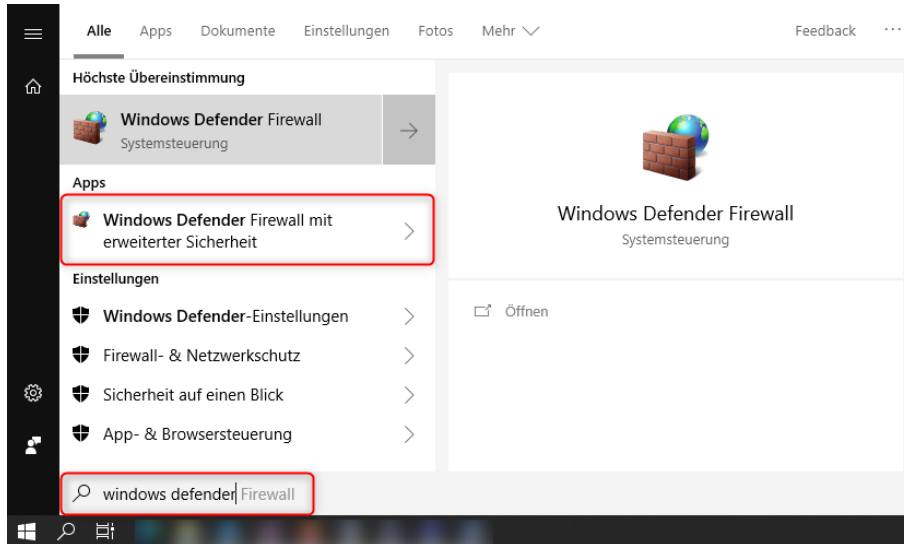 Alle Apps Dokumente Einstellungen Fotos Mehr Feedback ...
Höchste Übereinstimmung
Windows Defender Firewall
Systemsteuerung
Apps
Windows Defender Firewall mit
erweiterter Sicherheit
Einstellungen
Windows Defender-Einstellungen
Firewall- & Netzwerkschutz
Sicherheit auf einen Blick
App- & Browsersteuerung
windows defender Firewall
Windows Defender Firewall
Systemsteuerung
Öffnen